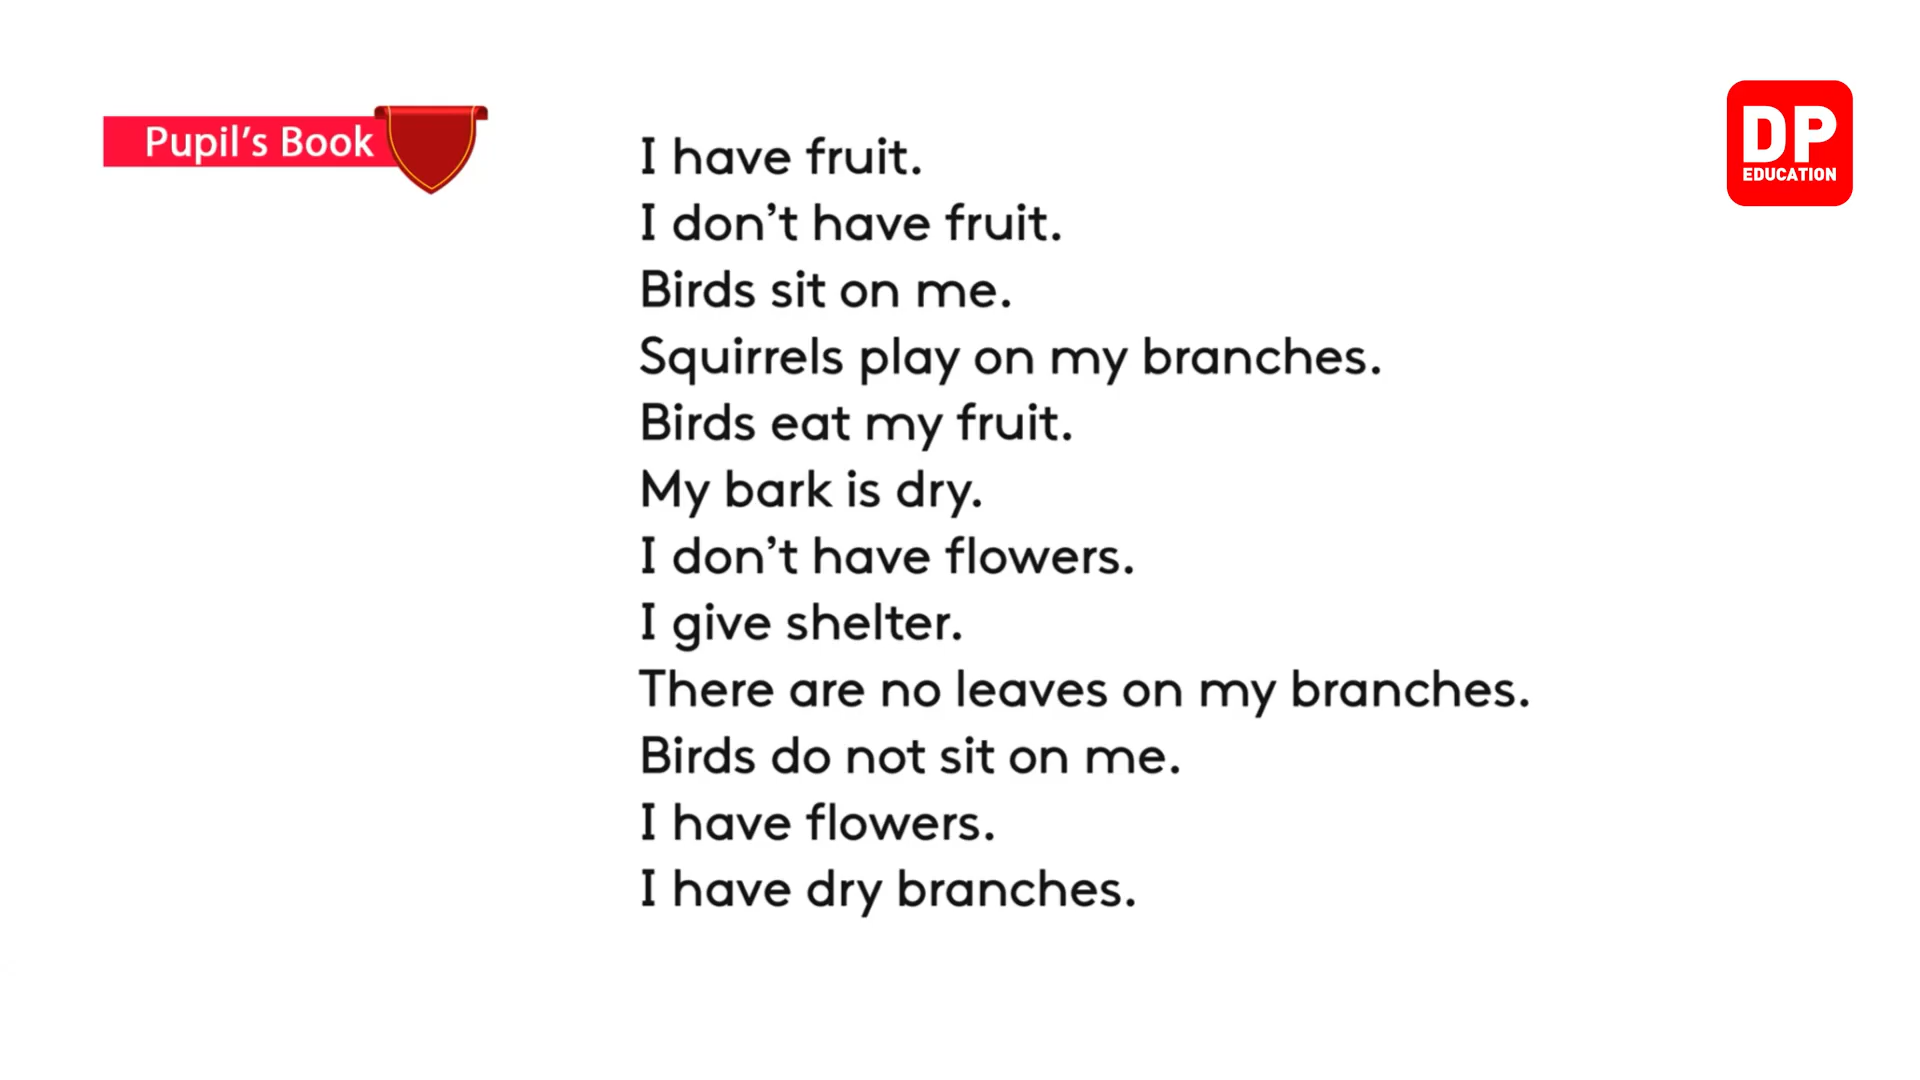 Pupil’s Book
DP
EDUCATION
I have fruit.
I don’t have fruit.
Birds sit on me.
Squirrels play on my branches.
Birds eat my fruit.
My bark is dry.
I don’t have flowers.
I give shelter.
There are no leaves on my branches.
Birds do not sit on me.
I have flowers.
I have dry branches.